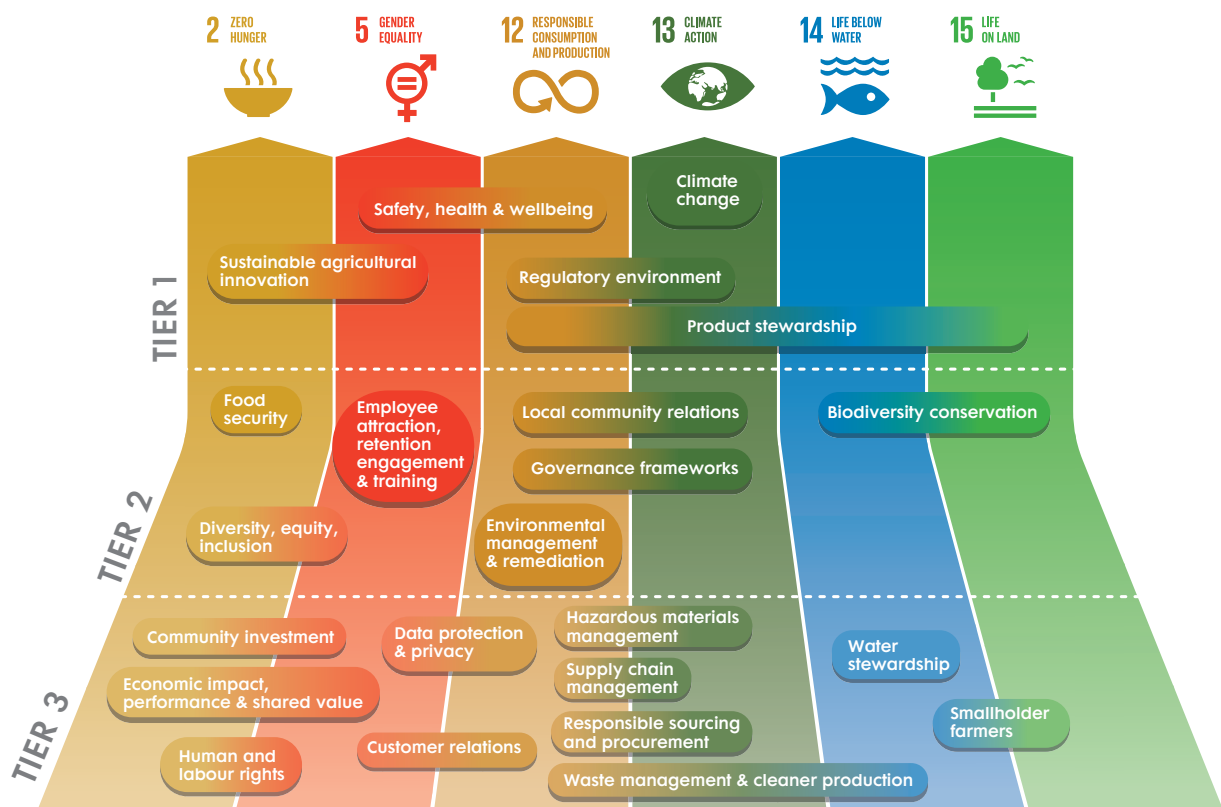 2 ZERO
HUNGER
5 GENDER
EQUALITY
12 RESPONSIBLE
CONSUMPTION
AND PRODUCTION
13 CLIMATE
ACTION
14 LIFE BELOW
WATER
15 LIFE
ON LAND
TIER 1
Climate
change
Safety, health & wellbeing
Sustainable agricultural
innovation
Regulatory environment
Product stewardship
TIER 2
Food
security
Employee
attraction,
retention
engagement
& training
Local community relations
Biodiversity conservation
Governance frameworks
Diversity, equity,
inclusion
Environmental
management
& remediation
TIER 3
Community investment
Data protection
& privacy
Hazardous materials
management
Water
stewardship
Economic impact,
performance & shared value
Supply chain
management
Smallholder
farmers
Human and
labour rights
Customer relations
Responsible sourcing
and procurement
Waste management & cleaner production